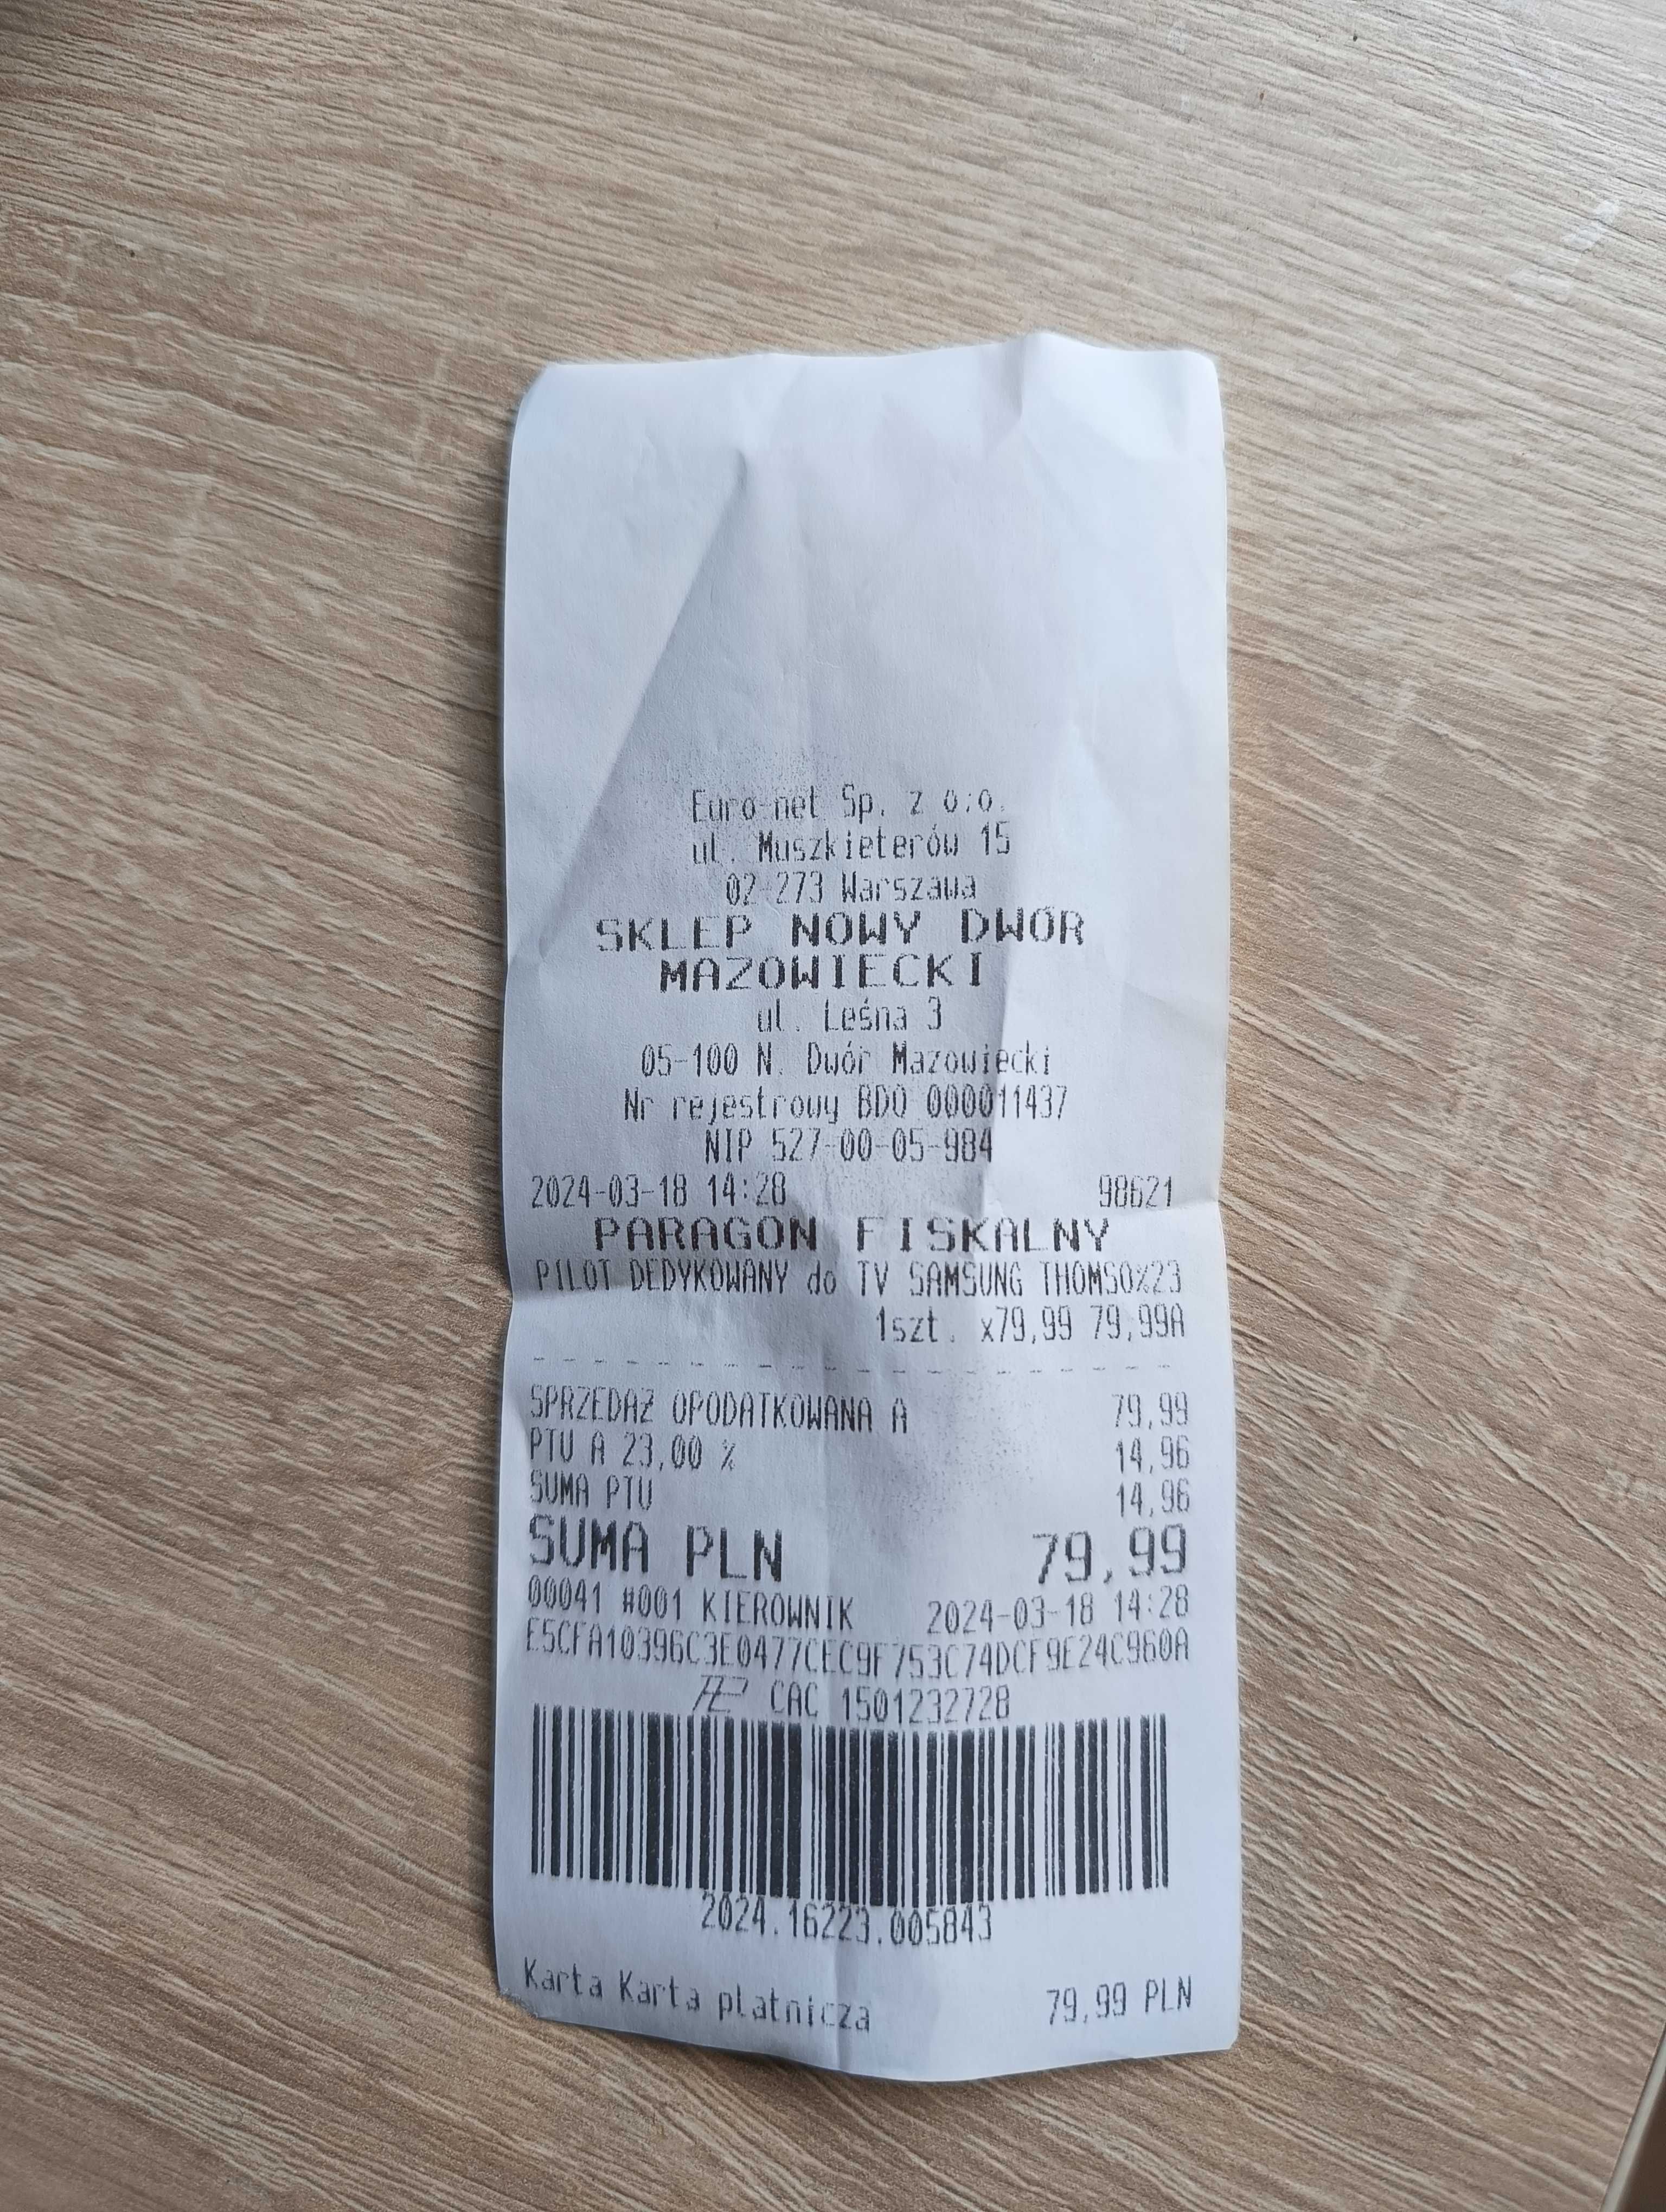 Euro-net Sp. z o.o.
ul. Muszkieterów 15
02-273 Warszawa
SKLEP NOWY DWÓR
MAZOWIECKI
ul. Leśna 3
05-100 N. Dwór Mazowiecki
Nr rejestrowy BDO 000011437
NIP 527-00-05-984
2024-03-18 14:28 98621
PARAGON FISKALNY
PILOT DEDYKOWANY do TV SAMSUNG THOMSO%23
1szt. x79,99 79,99A
SPRZEDAŻ OPODATKOWANA A 79,99
PTU A 23,00 % 14,96
SUMA PTU 14,96
SUMA PLN 79,99
00041 #001 KIEROWNIK 2024-03-18 14:28
E5CFA10396C3E0477CEC9F753C74DCF9E24C960A
CAC 1501232728
2024.16223.005843
Karta Karta płatnicza 79,99 PLN